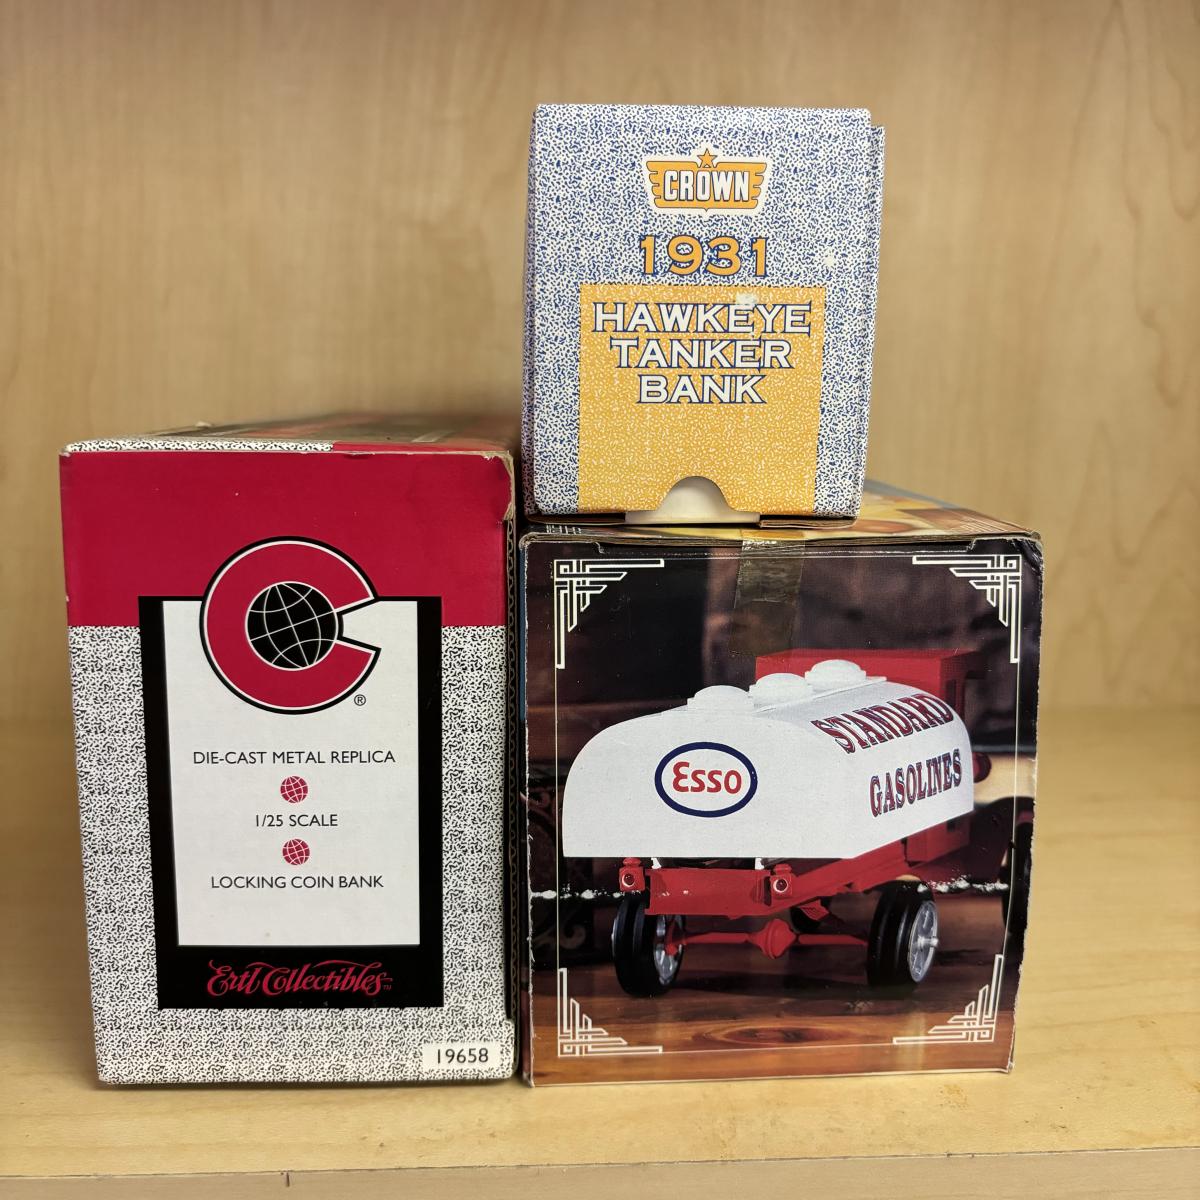 CROWN
1931
HAWKEYE
TANKER
BANK
®
DIE-CAST METAL REPLICA
1/25 SCALE
LOCKING COIN BANK
Ertl Collectibles™
19658
Esso
STANDARD
GASOLINES